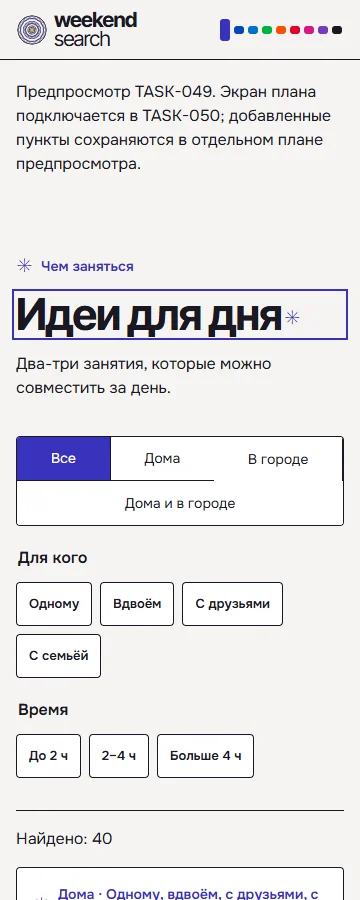 weekend
search
Предпросмотр TASK-049. Экран плана
подключается в TASK-050; добавленные
пункты сохраняются в отдельном плане
предпросмотра.
Чем заняться
Идеи для дня
Два-три занятия, которые можно
совместить за день.
Все
Дома
В городе
Дома и в городе
Для кого
Одному
Вдвоём
С друзьями
С семьёй
Время
До 2 ч
2–4 ч
Больше 4 ч
Найдено: 40
Дома · Одному, вдвоём, с друзьями, с